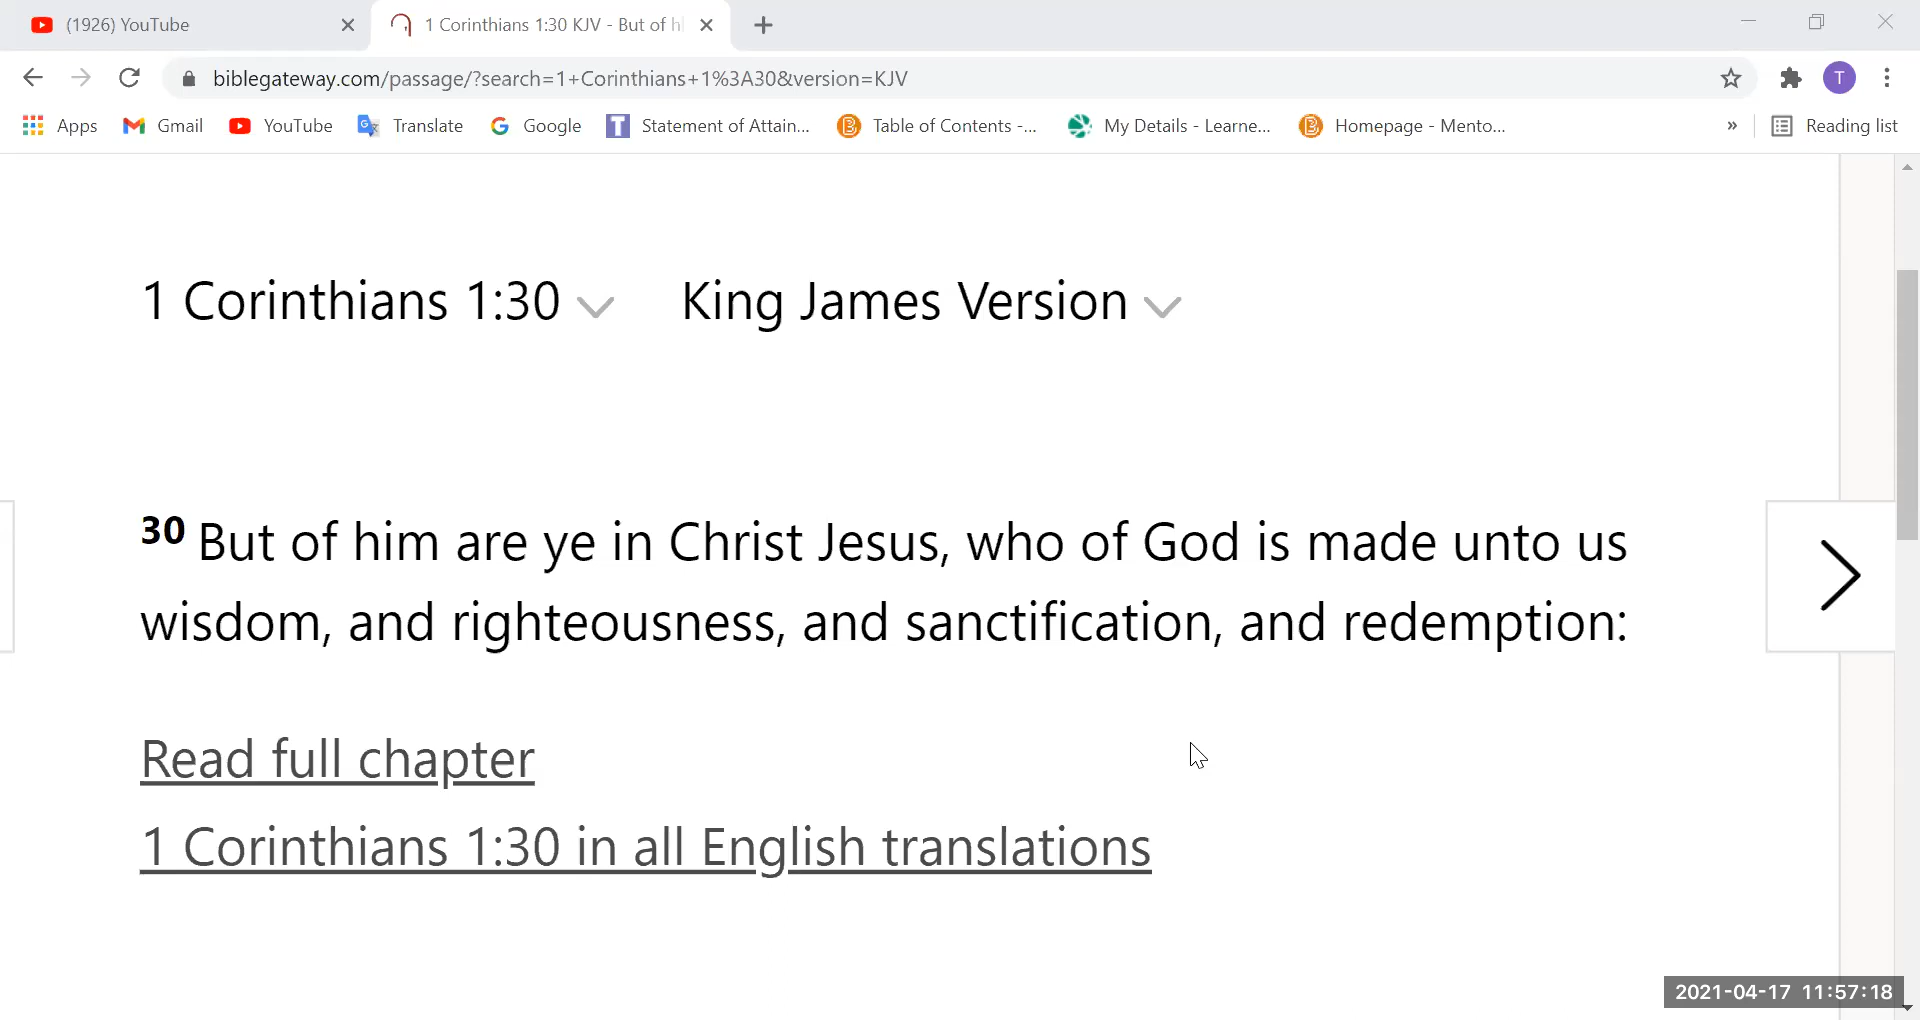 (1926) YouTube
1 Corinthians 1:30 KJV - But of h
biblegateway.com/passage/?search=1+Corinthians+1%3A30&version=KJV
T
Apps
Gmail
YouTube
Translate
Google
Statement of Attain...
Table of Contents -...
My Details - Learne...
Homepage - Mento...
»
Reading list
1 Corinthians 1:30
King James Version
30 But of him are ye in Christ Jesus, who of God is made unto us
wisdom, and righteousness, and sanctification, and redemption:
Read full chapter
1 Corinthians 1:30 in all English translations
2021-04-17 11:57:18